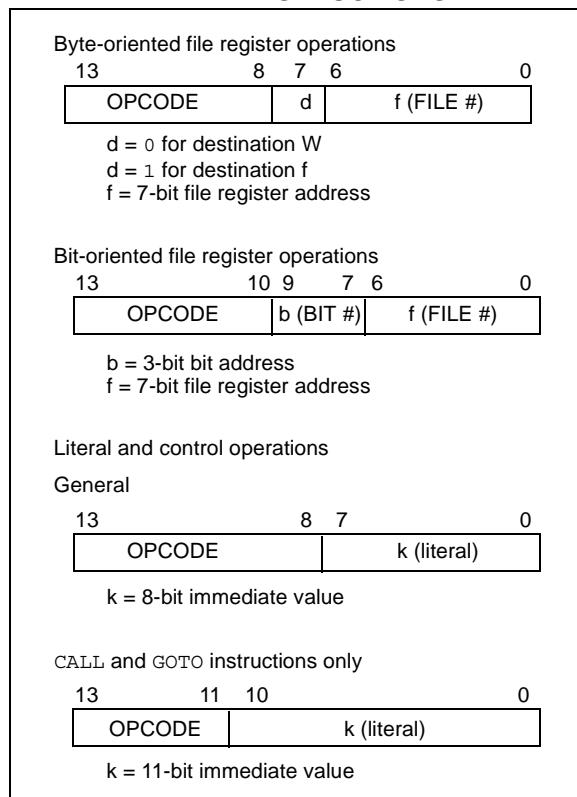 Byte-oriented file register operations
13 8 7 6 0
OPCODE d f (FILE #)
d = 0 for destination W
d = 1 for destination f
f = 7-bit file register address
Bit-oriented file register operations
13 10 9 7 6 0
OPCODE b (BIT #) f (FILE #)
b = 3-bit bit address
f = 7-bit file register address
Literal and control operations
General
13 8 7 0
OPCODE k (literal)
k = 8-bit immediate value
CALL and GOTO instructions only
13 11 10 0
OPCODE k (literal)
k = 11-bit immediate value